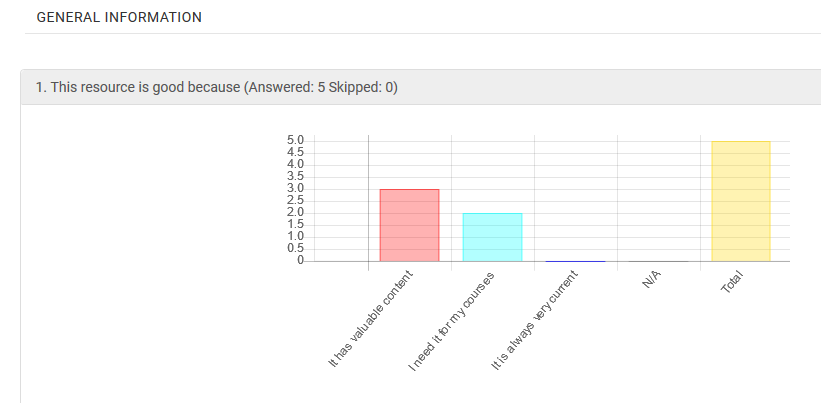 GENERAL INFORMATION
1. This resource is good because (Answered: 5 Skipped: 0)
5.0
4.5
4.0
3.5
3.0
2.5
2.0
1.5
1.0
0.5
0
It has valuable content
I need it for my courses
It is always very current
N/A
Total